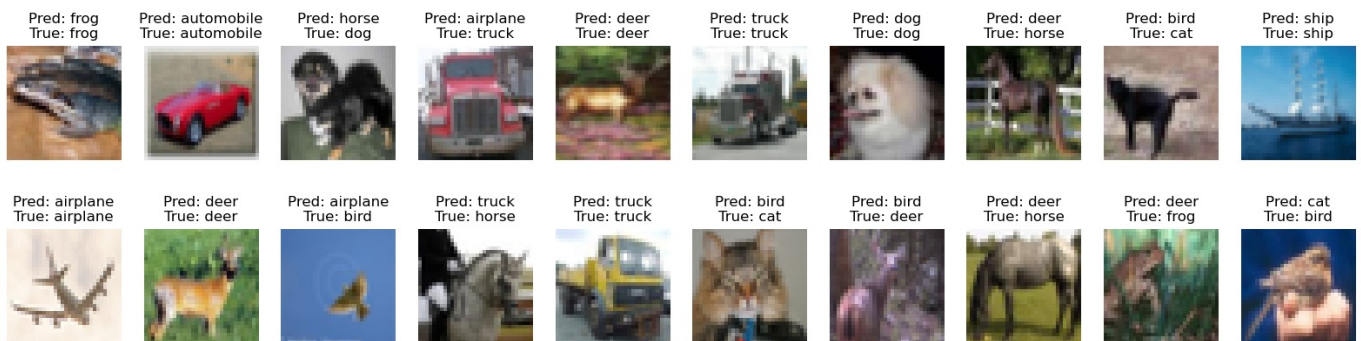 Pred: frog
True: frog
Pred: automobile
True: automobile
Pred: horse
True: dog
Pred: airplane
True: truck
Pred: deer
True: deer
Pred: truck
True: truck
Pred: dog
True: dog
Pred: deer
True: horse
Pred: bird
True: cat
Pred: ship
True: ship
Pred: airplane
True: airplane
Pred: deer
True: deer
Pred: airplane
True: bird
Pred: truck
True: horse
Pred: truck
True: truck
Pred: bird
True: cat
Pred: bird
True: deer
Pred: deer
True: horse
Pred: deer
True: frog
Pred: cat
True: bird